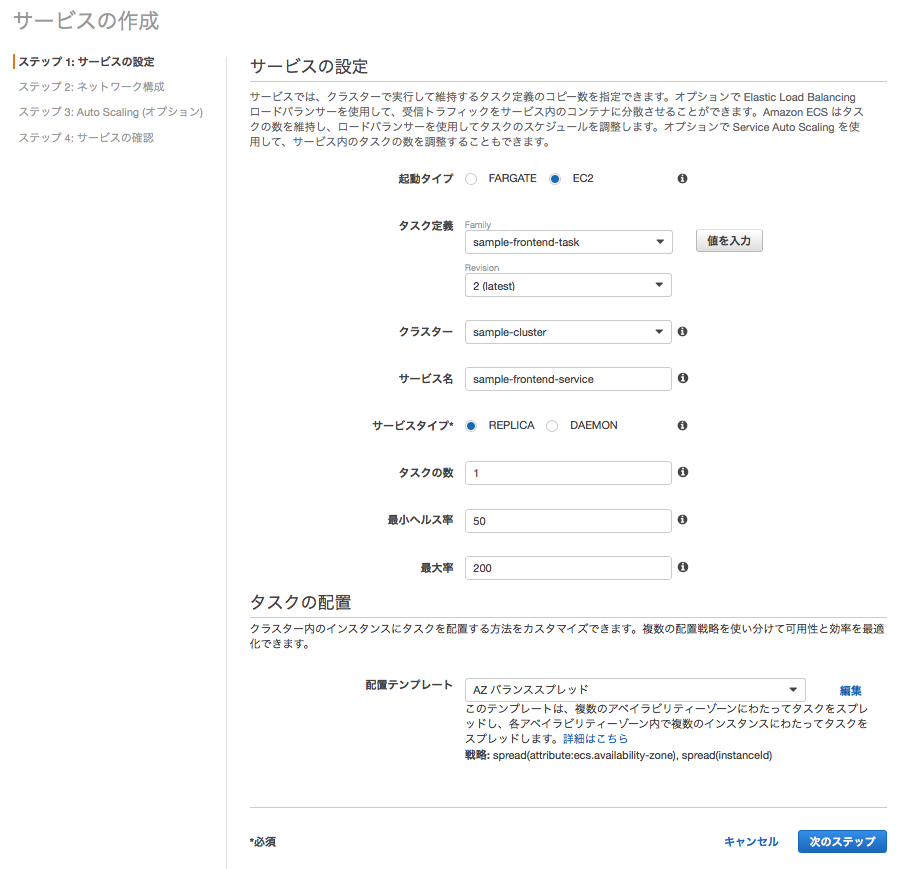 サービスの作成
ステップ 1: サービスの設定
ステップ 2: ネットワーク構成
ステップ 3: Auto Scaling (オプション)
ステップ 4: サービスの確認
サービスの設定
サービスでは、クラスターで実行して維持するタスク定義のコピー数を指定できます。オプションで Elastic Load Balancing
ロードバランサーを使用して、受信トラフィックをサービス内のコンテナに分散させることができます。Amazon ECS はタス
クの数を維持し、ロードバランサーを使用してタスクのスケジュールを調整します。オプションで Service Auto Scaling を使
用して、サービス内のタスクの数を調整することもできます。
起動タイプ FARGATE EC2
タスク定義 Family
sample-frontend-task 値を入力
Revision
2 (latest)
クラスター sample-cluster
サービス名 sample-frontend-service
サービスタイプ* REPLICA DAEMON
タスクの数 1
最小ヘルス率 50
最大率 200
タスクの配置
クラスター内のインスタンスにタスクを配置する方法をカスタマイズできます。複数の配置戦略を使い分けて可用性と効率を最適
化できます。
配置テンプレート AZ バランススプレッド 編集
このテンプレートは、複数のアベイラビリティーゾーンにわたってタスクをスプレ
ッドし、各アベイラビリティーゾーン内で複数のインスタンスにわたってタスクを
スプレッドします。詳細はこちら
戦略: spread(attribute:ecs.availability-zone), spread(instanceId)
*必須 キャンセル 次のステップ